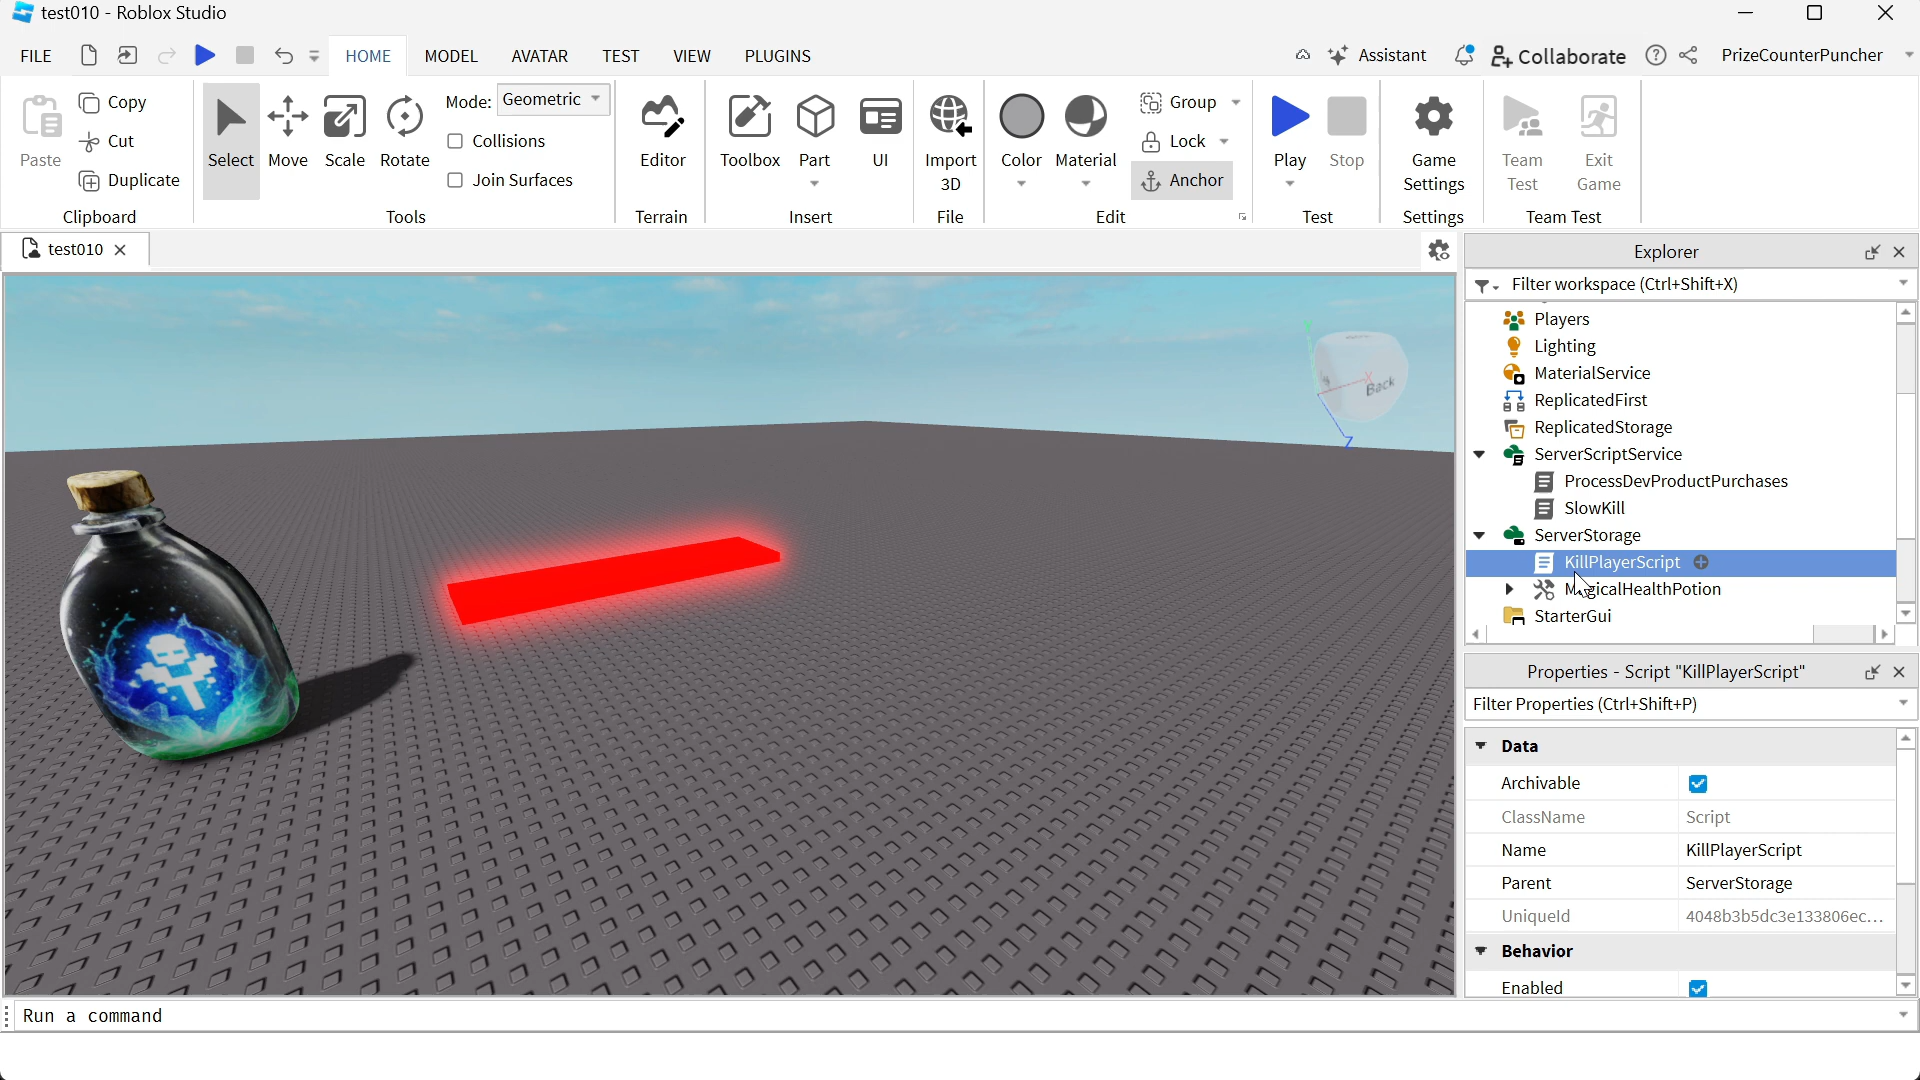 test010 - Roblox Studio
FILE
HOME
MODEL
AVATAR
TEST
VIEW
PLUGINS
Assistant
Collaborate
PrizeCounterPuncher
Paste
Copy
Cut
Duplicate
Clipboard
Select
Move
Scale
Rotate
Mode: Geometric
Collisions
Join Surfaces
Tools
Editor
Terrain
Toolbox
Part
UI
Insert
Import
3D
File
Color
Material
Group
Lock
Anchor
Edit
Play
Stop
Test
Game
Settings
Settings
Team
Test
Exit
Game
Team Test
test010
Back
X
Y
Z
Explorer
Filter workspace (Ctrl+Shift+X)
Players
Lighting
MaterialService
ReplicatedFirst
ReplicatedStorage
ServerScriptService
ProcessDevProductPurchases
SlowKill
ServerStorage
KillPlayerScript
MagicalHealthPotion
StarterGui
Properties - Script "KillPlayerScript"
Filter Properties (Ctrl+Shift+P)
Data
Archivable
ClassName Script
Name KillPlayerScript
Parent ServerStorage
UniqueId 4048b3b5dc3e133806ec...
Behavior
Enabled
Run a command